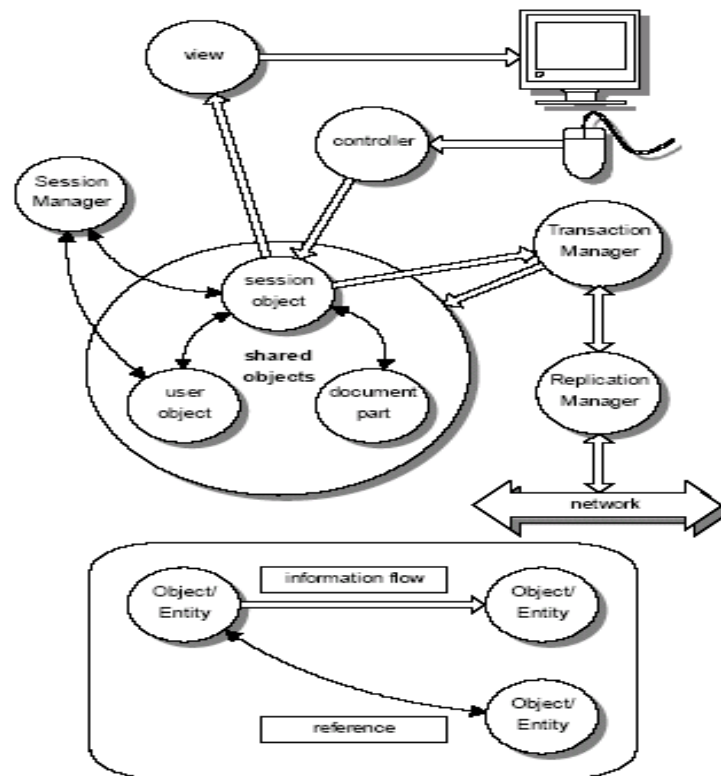 view
controller
Session
Manager
Transaction
Manager
session
object
shared
objects
user
object
document
part
Replication
Manager
network
information flow
Object/
Entity
Object/
Entity
Object/
Entity
reference